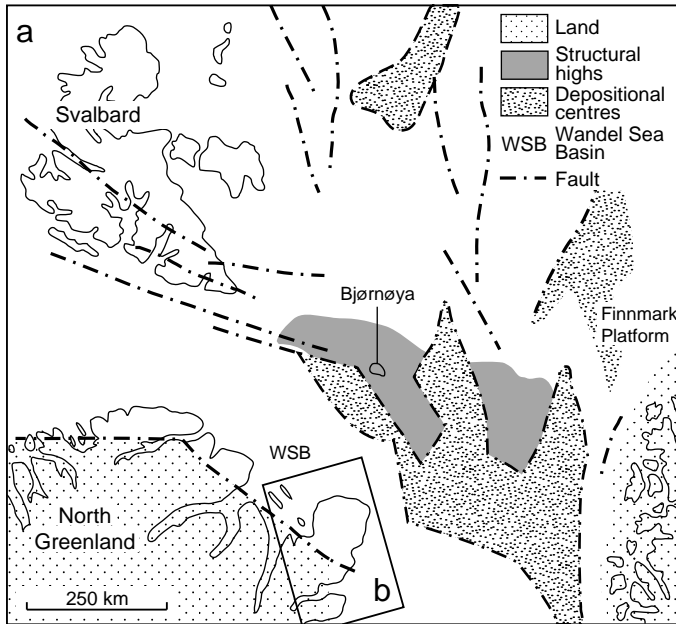 a
Land
Structural
highs
Depositional
centres
WSB Wandel Sea
Basin
Fault
Svalbard
Bjørnøya
Finnmark
Platform
WSB
North
Greenland
b
250 km